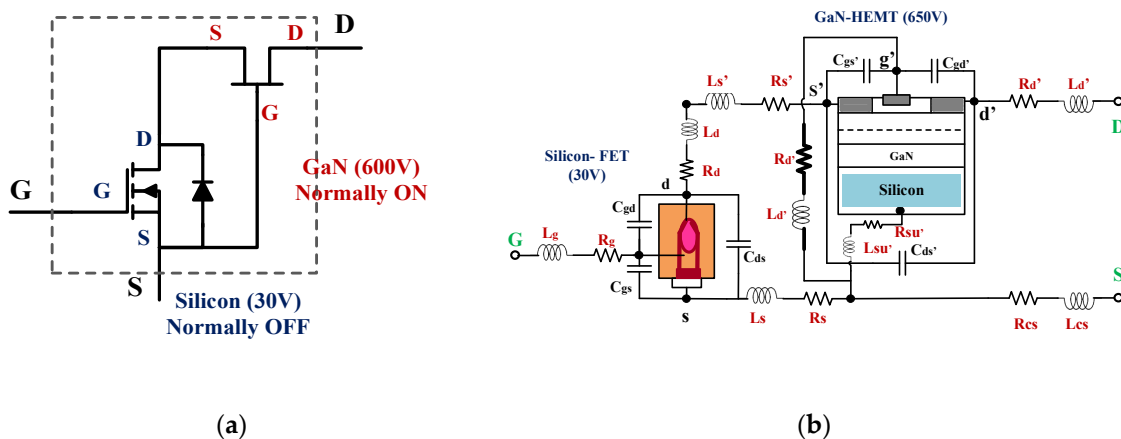 S
D
D
G
D
G
G
S
S
GaN (600V)
Normally ON
Silicon (30V)
Normally OFF
(a)
GaN-HEMT (650V)
Cgs'
g'
Cgd'
Ls'
Rs'
S'
d'
Rd'
Ld'
D
Ld
Rd
Silicon- FET
(30V)
d
Rd'
Ld'
GaN
Silicon
Rsu'
Lsu'
Cds'
G
Lg
Rg
Cgd
Cgs
Cds
s
Ls
Rs
Rcs
Lcs
S
(b)